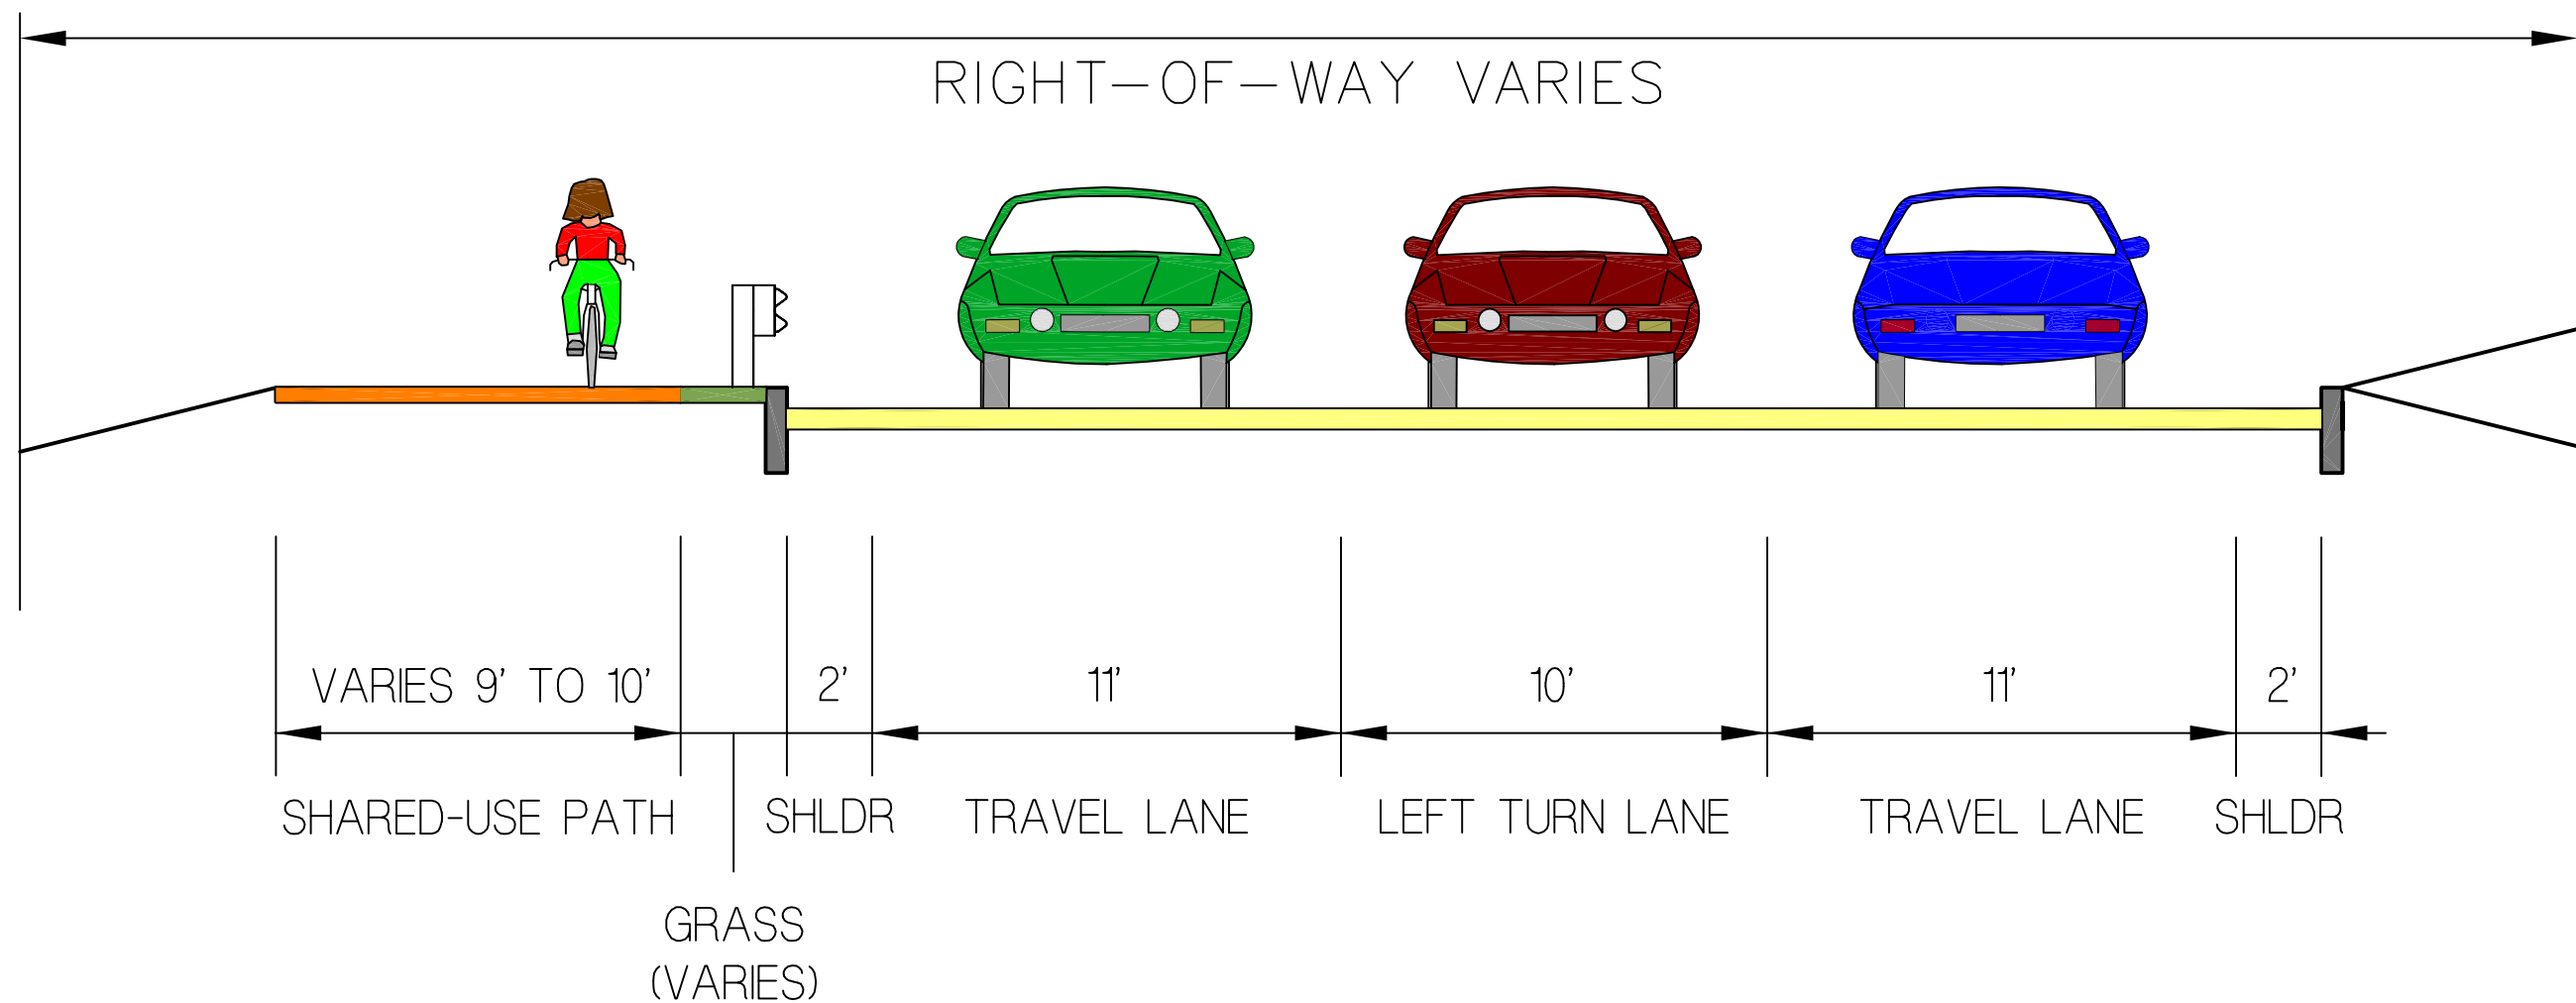 RIGHT-OF-WAY VARIES
VARIES 9' TO 10'
2'
11'
10'
11'
2'
SHARED-USE PATH
SHLDR
TRAVEL LANE
LEFT TURN LANE
TRAVEL LANE
SHLDR
GRASS
(VARIES)